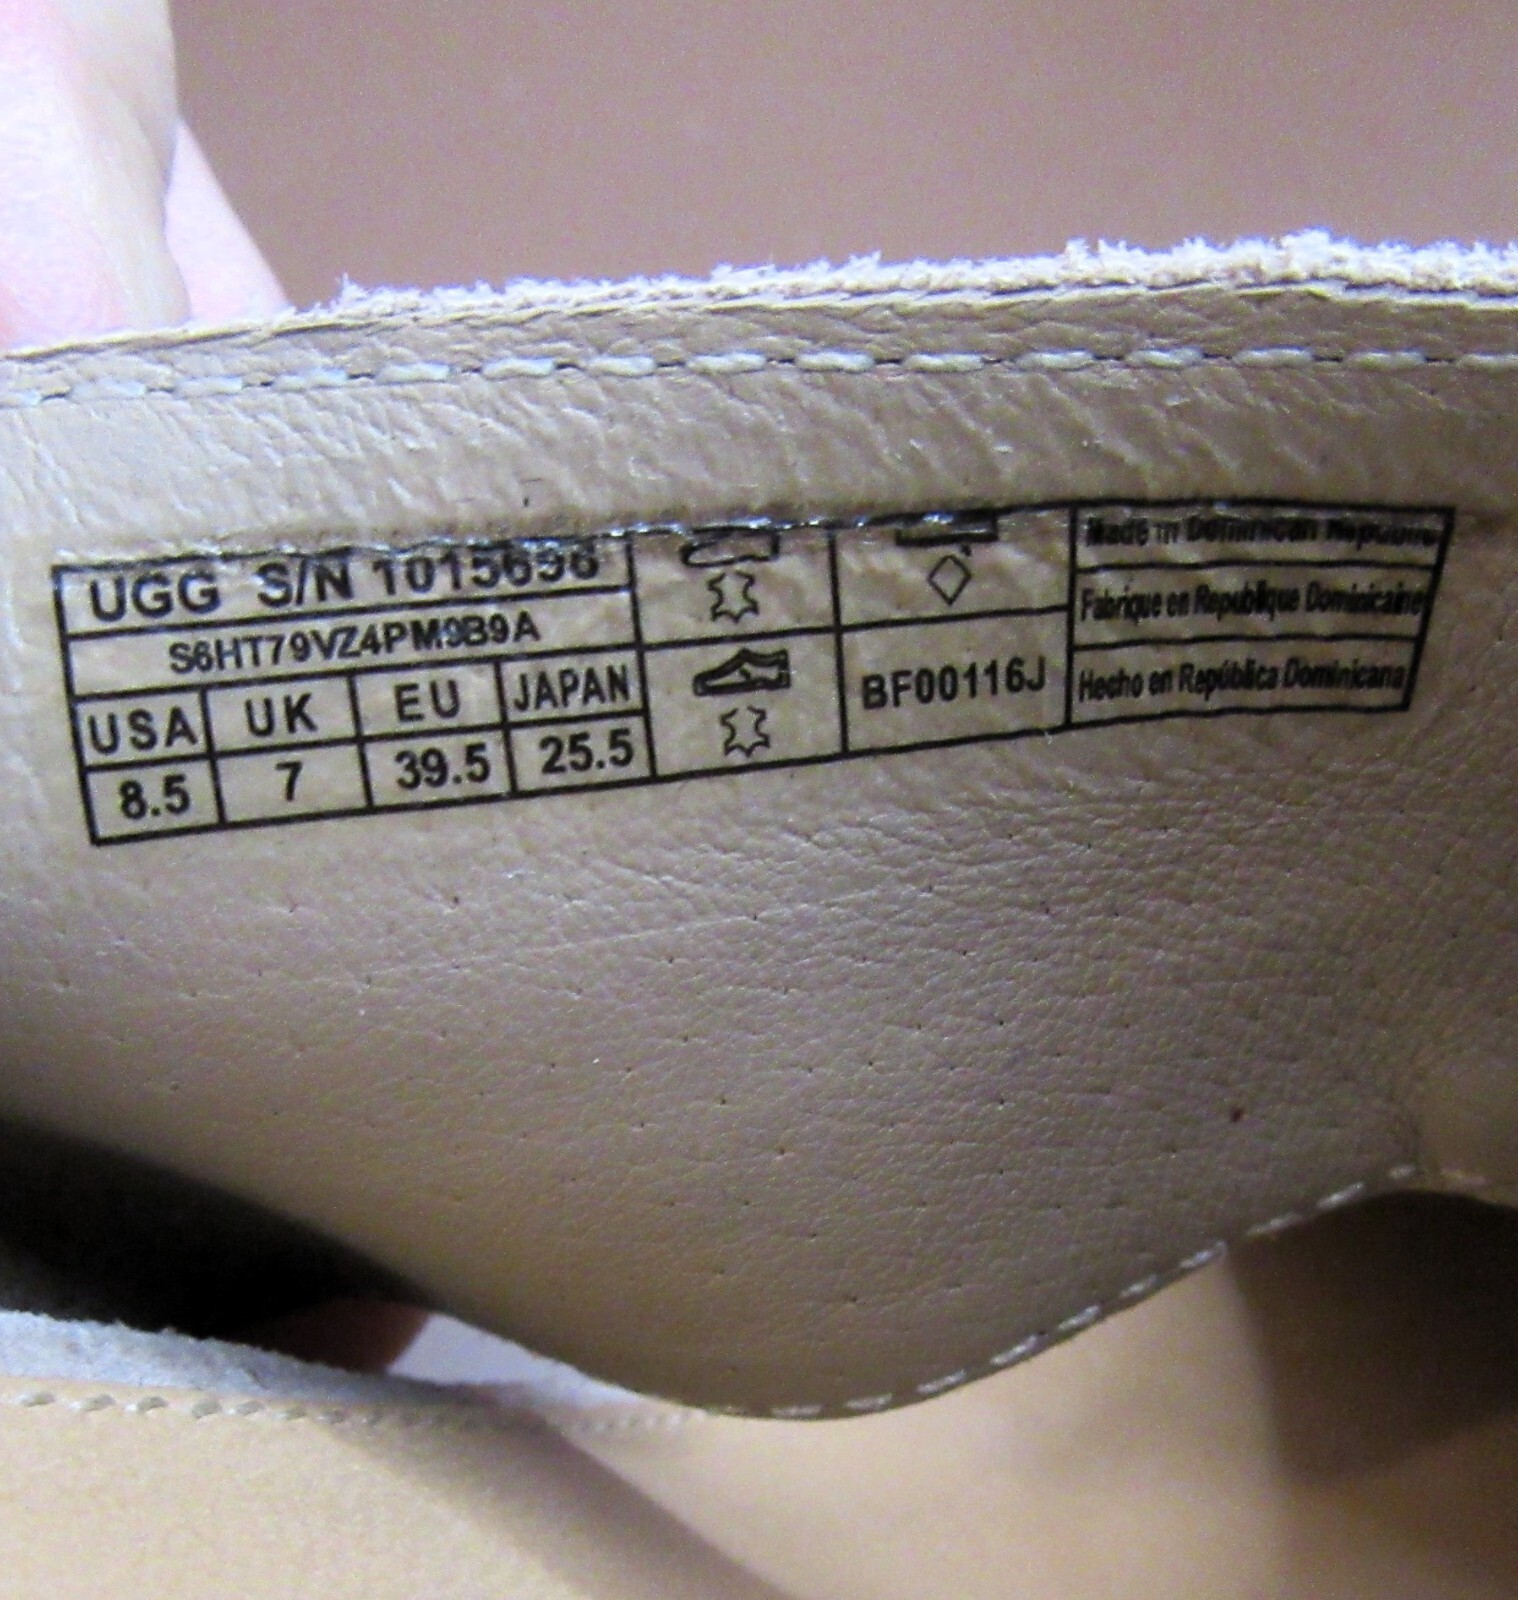 UGG S/N 1015698
S6HT79VZ4PM9B9A
USA UK EU JAPAN
8.5 7 39.5 25.5
BF00116J
Made in Dominican Republic
Fabrique en Republique Dominicaine
Hecho en República Dominicana